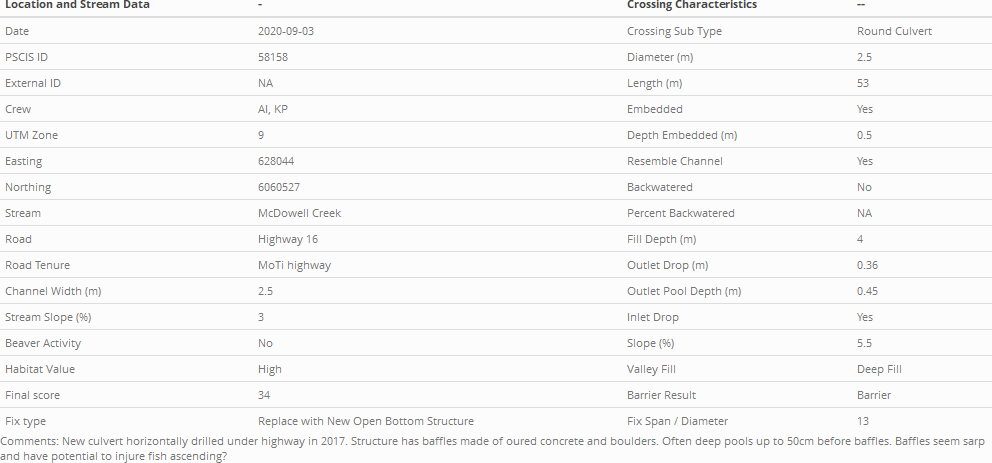 Location and Stream Data - Crossing Characteristics --
Date 2020-09-03 Crossing Sub Type Round Culvert
PSCIS ID 58158 Diameter (m) 2.5
External ID NA Length (m) 53
Crew AI, KP Embedded Yes
UTM Zone 9 Depth Embedded (m) 0.5
Easting 628044 Resemble Channel Yes
Northing 6060527 Backwatered No
Stream McDowell Creek Percent Backwatered NA
Road Highway 16 Fill Depth (m) 4
Road Tenure MoTi highway Outlet Drop (m) 0.36
Channel Width (m) 2.5 Outlet Pool Depth (m) 0.45
Stream Slope (%) 3 Inlet Drop Yes
Beaver Activity No Slope (%) 5.5
Habitat Value High Valley Fill Deep Fill
Final score 34 Barrier Result Barrier
Fix type Replace with New Open Bottom Structure Fix Span / Diameter 13
Comments: New culvert horizontally drilled under highway in 2017. Structure has baffles made of oured concrete and boulders. Often deep pools up to 50cm before baffles. Baffles seem sarp
and have potential to injure fish ascending?